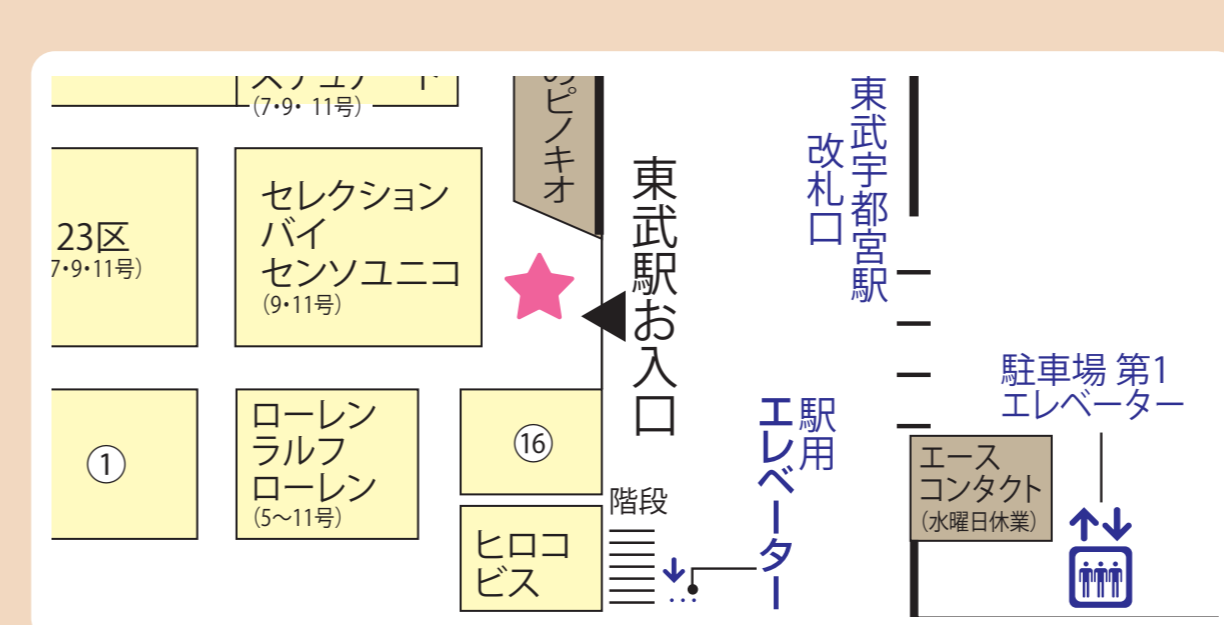 (7・9・ 11号)
のピノキオ
23区
7・9・11号)
セレクション
バイ
センソユニコ
(9・11号)
東武駅お入口
東武宇都宮駅
改札口
①
ローレン
ラルフ
ローレン
(5～11号)
⑯
ヒロコ
ビス
階段
駅用
エレベーター
駐車場 第1
エレベーター
エース
コンタクト
(水曜日休業)